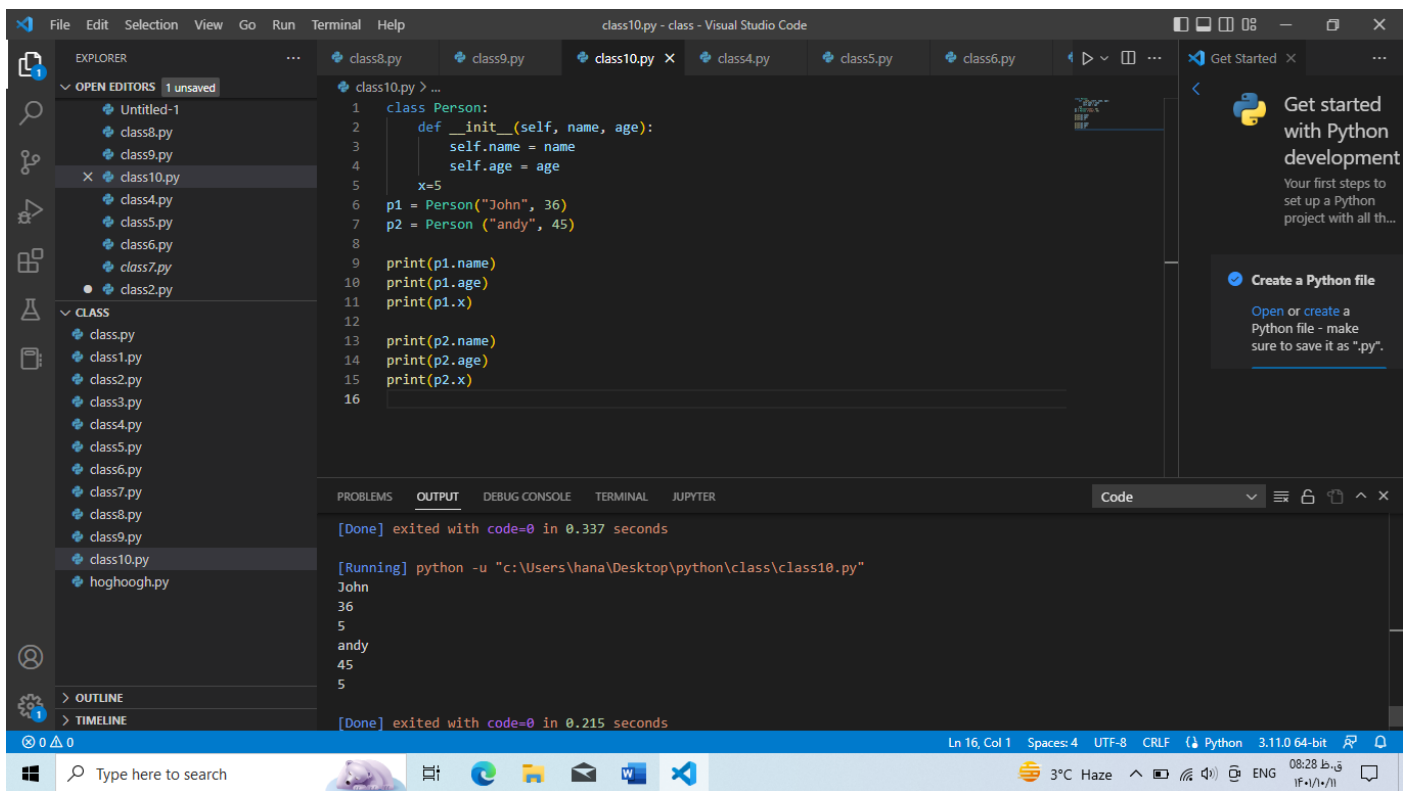 File Edit Selection View Go Run Terminal Help class10.py - class - Visual Studio Code
EXPLORER
OPEN EDITORS 1 unsaved
Untitled-1
class8.py
class9.py
class10.py
class4.py
class5.py
class6.py
class7.py
class2.py
CLASS
class.py
class1.py
class2.py
class3.py
class4.py
class5.py
class6.py
class7.py
class8.py
class9.py
class10.py
hoghoogh.py
OUTLINE
TIMELINE
class8.py class9.py class10.py class4.py class5.py class6.py
class10.py > ...
1 class Person:
2     def __init__(self, name, age):
3         self.name = name
4         self.age = age
5     x=5
6 p1 = Person("John", 36)
7 p2 = Person ("andy", 45)
8
9 print(p1.name)
10 print(p1.age)
11 print(p1.x)
12
13 print(p2.name)
14 print(p2.age)
15 print(p2.x)
16
Get Started
Get started
with Python
development
Your first steps to
set up a Python
project with all th...
Create a Python file
Open or create a
Python file - make
sure to save it as ".py".
PROBLEMS OUTPUT DEBUG CONSOLE TERMINAL JUPYTER Code
[Done] exited with code=0 in 0.337 seconds
[Running] python -u "c:\Users\hana\Desktop\python\class\class10.py"
John
36
5
andy
45
5
[Done] exited with code=0 in 0.215 seconds
1
1
0 0 Ln 16, Col 1 Spaces: 4 UTF-8 CRLF Python 3.11.0 64-bit
Type here to search 3°C Haze ENG
08:28 ق.ظ
۱۴۰۱/۱۰/۱۱